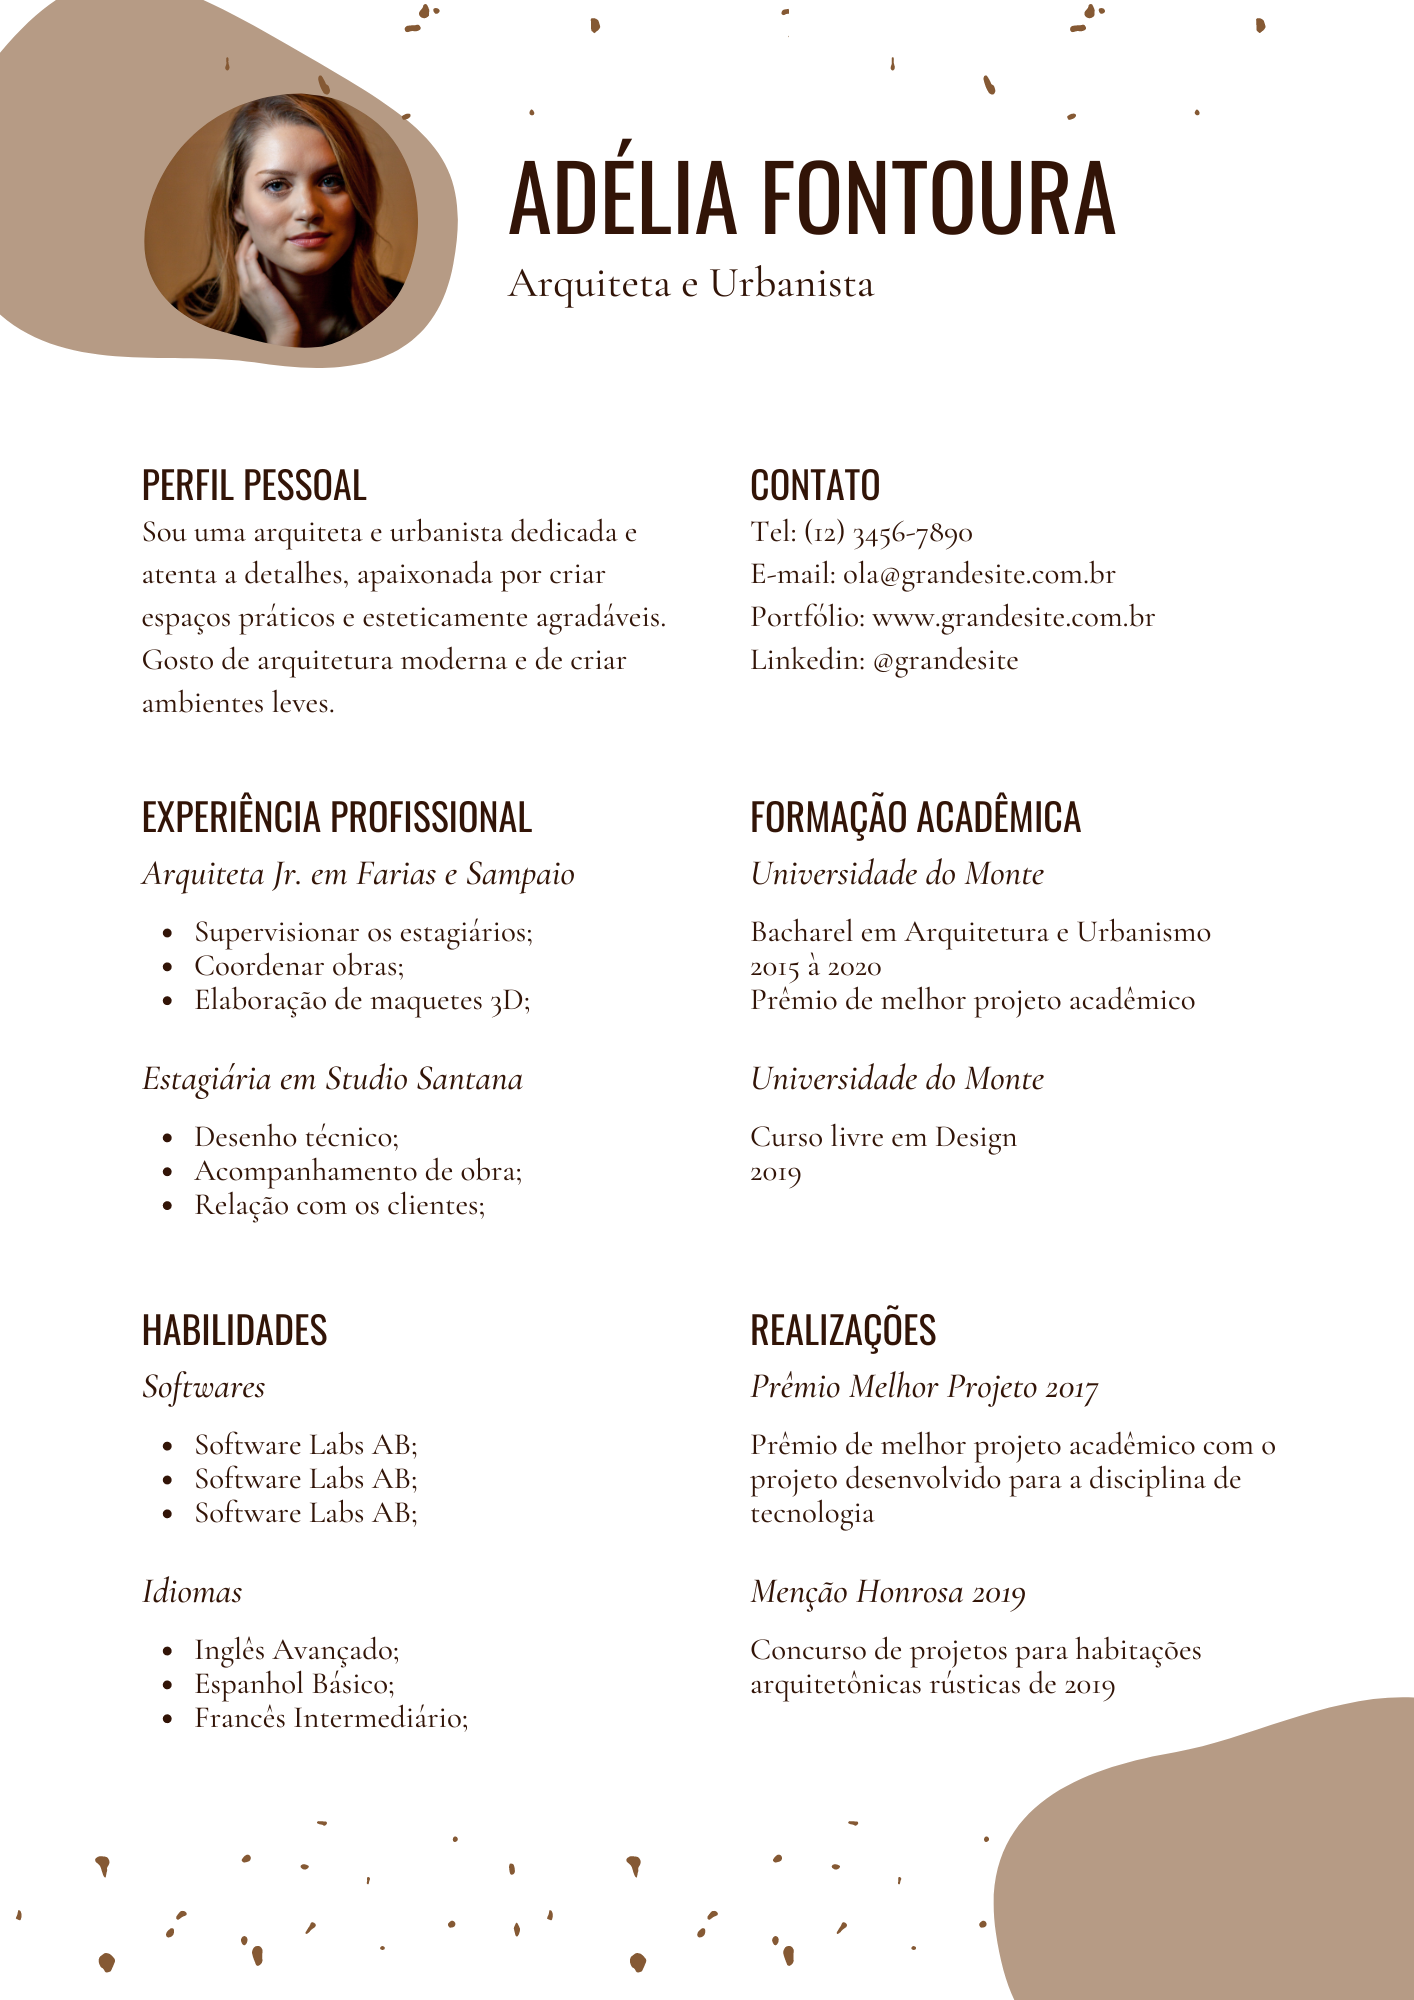 ADÉLIA FONTOURA
Arquiteta e Urbanista
PERFIL PESSOAL
Sou uma arquiteta e urbanista dedicada e
atenta a detalhes, apaixonada por criar
espaços práticos e esteticamente agradáveis.
Gosto de arquitetura moderna e de criar
ambientes leves.
CONTATO
Tel: (12) 3456-7890
E-mail: ola@grandesite.com.br
Portfólio: www.grandesite.com.br
Linkedin: @grandesite
EXPERIÊNCIA PROFISSIONAL
Arquiteta Jr. em Farias e Sampaio
• Supervisionar os estagiários;
• Coordenar obras;
• Elaboração de maquetes 3D;
Estagiária em Studio Santana
• Desenho técnico;
• Acompanhamento de obra;
• Relação com os clientes;
FORMAÇÃO ACADÊMICA
Universidade do Monte
Bacharel em Arquitetura e Urbanismo
2015 à 2020
Prêmio de melhor projeto acadêmico
Universidade do Monte
Curso livre em Design
2019
HABILIDADES
Softwares
• Software Labs AB;
• Software Labs AB;
• Software Labs AB;
Idiomas
• Inglês Avançado;
• Espanhol Básico;
• Francês Intermediário;
REALIZAÇÕES
Prêmio Melhor Projeto 2017
Prêmio de melhor projeto acadêmico com o
projeto desenvolvido para a disciplina de
tecnologia
Menção Honrosa 2019
Concurso de projetos para habitações
arquitetônicas rústicas de 2019